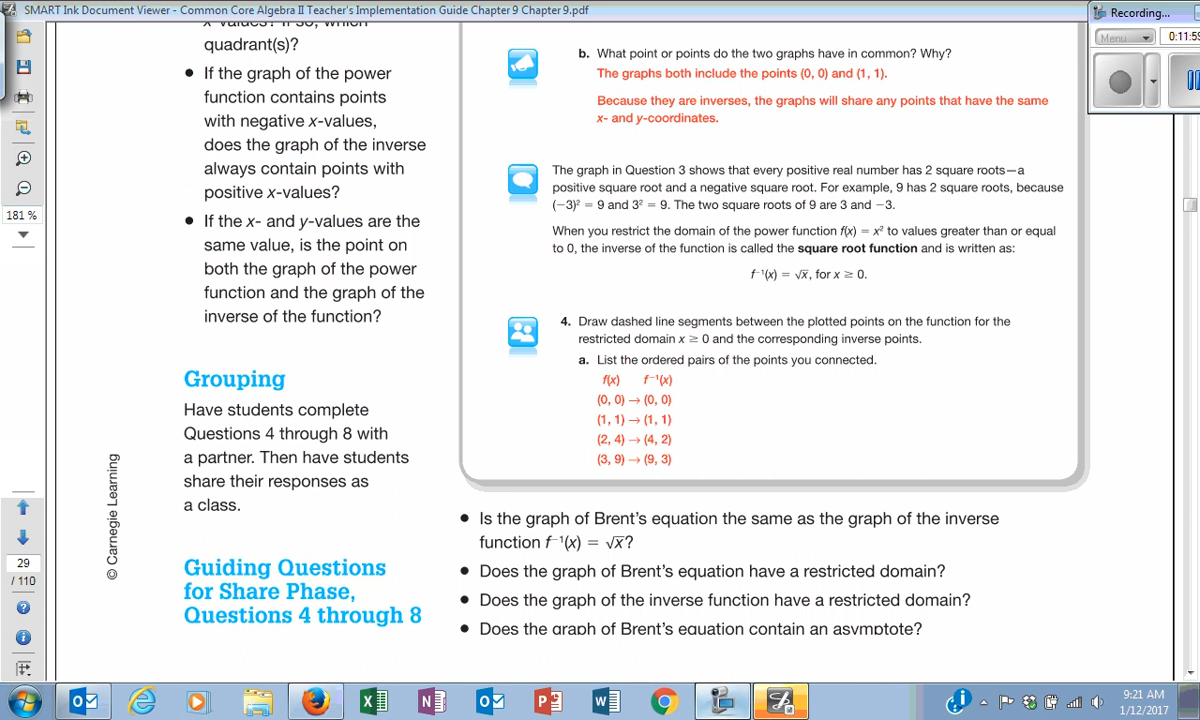 SMART Ink Document Viewer - Common Core Algebra II Teacher's Implementation Guide Chapter 9 Chapter 9.pdf
Recording...
Menu
0:11:5
181 %
29
/ 110
quadrant(s)?
• If the graph of the power
function contains points
with negative x-values,
does the graph of the inverse
always contain points with
positive x-values?
• If the x- and y-values are the
same value, is the point on
both the graph of the power
function and the graph of the
inverse of the function?
Grouping
Have students complete
Questions 4 through 8 with
a partner. Then have students
share their responses as
a class.
Guiding Questions
for Share Phase,
Questions 4 through 8
© Carnegie Learning
b. What point or points do the two graphs have in common? Why?
The graphs both include the points (0, 0) and (1, 1).
Because they are inverses, the graphs will share any points that have the same
x- and y-coordinates.
The graph in Question 3 shows that every positive real number has 2 square roots—a
positive square root and a negative square root. For example, 9 has 2 square roots, because
(−3)² = 9 and 3² = 9. The two square roots of 9 are 3 and −3.
When you restrict the domain of the power function f(x) = x² to values greater than or equal
to 0, the inverse of the function is called the square root function and is written as:
f⁻¹(x) = √x, for x ≥ 0.
4. Draw dashed line segments between the plotted points on the function for the
restricted domain x ≥ 0 and the corresponding inverse points.
a. List the ordered pairs of the points you connected.
f(x) f⁻¹(x)
(0, 0) → (0, 0)
(1, 1) → (1, 1)
(2, 4) → (4, 2)
(3, 9) → (9, 3)
• Is the graph of Brent's equation the same as the graph of the inverse
function f⁻¹(x) = √x?
• Does the graph of Brent's equation have a restricted domain?
• Does the graph of the inverse function have a restricted domain?
• Does the graph of Brent's equation contain an asymptote?
9:21 AM
1/12/2017